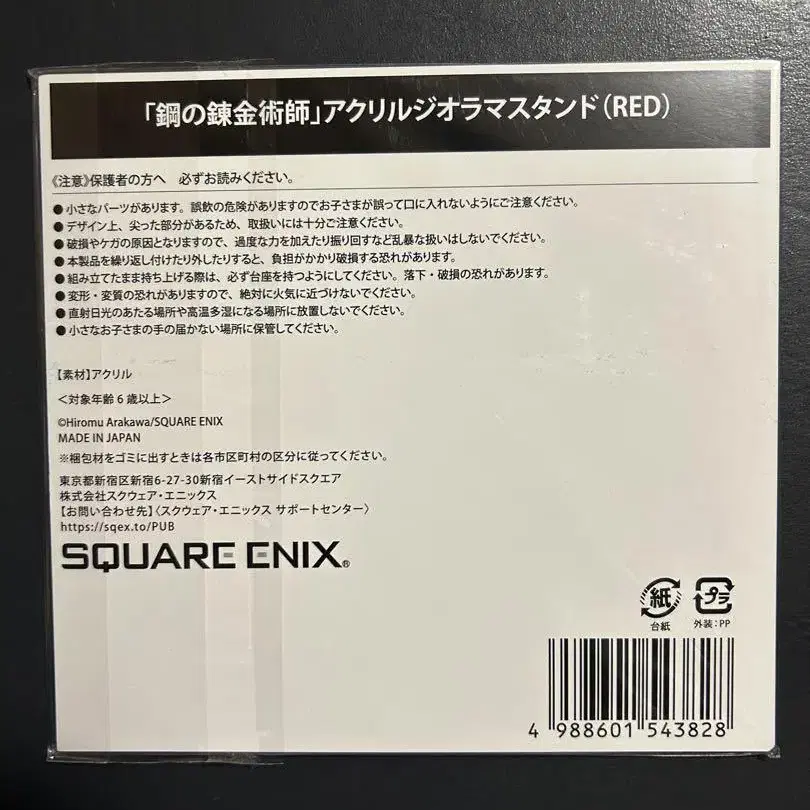 「鋼の錬金術師」アクリルジオラマスタンド（RED）
《注意》保護者の方へ　必ずお読みください。
●小さなパーツがあります。誤飲の危険がありますのでお子さまが誤って口に入れないようにご注意ください。
●デザイン上、尖った部分があるため、取扱いには十分ご注意ください。
●破損やケガの原因となりますので、過度な力を加えたり振り回すなど乱暴な扱いはしないでください。
●本製品を繰り返し付けたり外したりすると、負担がかかり破損する恐れがあります。
●組み立てたまま持ち上げる際は、必ず台座を持つようにしてください。落下・破損の恐れがあります。
●変形・変質の恐れがありますので、絶対に火気に近づけないでください。
●直射日光のあたる場所や高温多湿になる場所に放置しないでください。
●小さなお子さまの手の届かない場所に保管してください。
【素材】アクリル
＜対象年齢6歳以上＞
©Hiromu Arakawa/SQUARE ENIX
MADE IN JAPAN
※梱包材をゴミに出すときは各市区町村の区分に従ってください。
東京都新宿区新宿6-27-30新宿イーストサイドスクエア
株式会社スクウェア・エニックス
【お問い合わせ先】〈スクウェア・エニックス サポートセンター〉
https://sqex.to/PUB
SQUARE ENIX®
紙 プラ
台紙 外装：PP
4 988601 543828